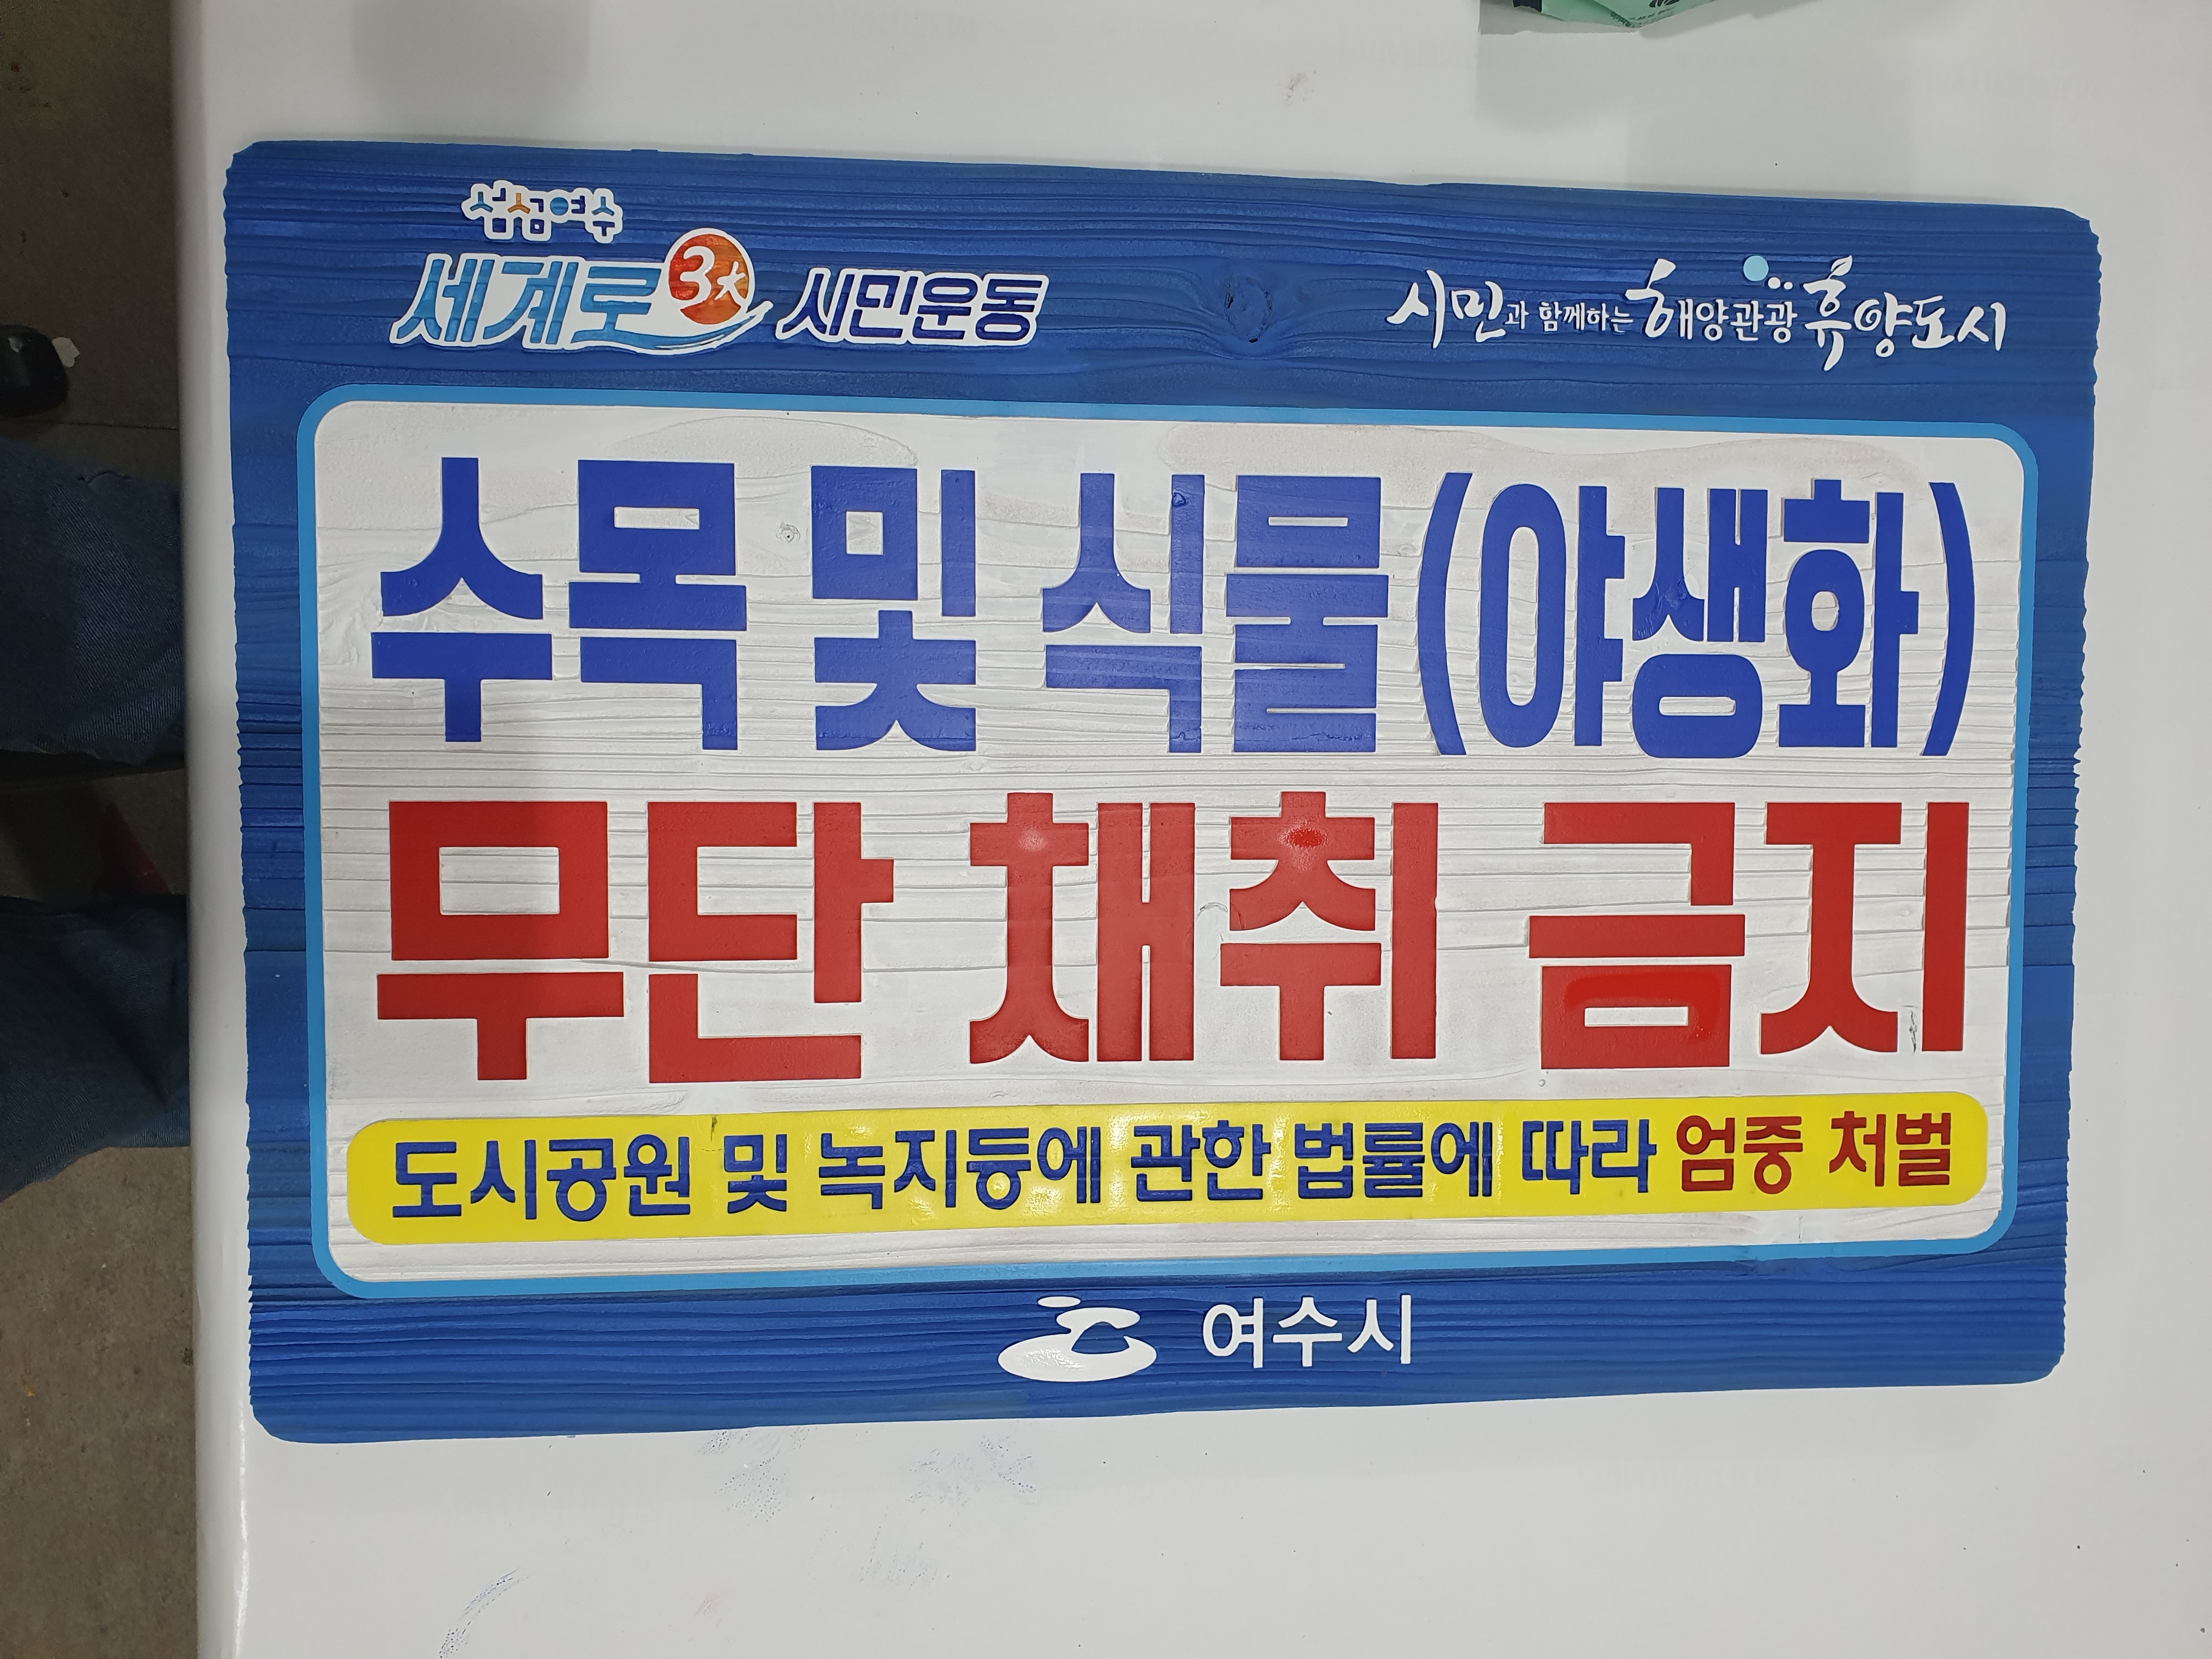 섬섬여수
세계로 3대 시민운동
시민과 함께하는 해양관광 휴양도시
수목 및 식물(야생화)
무단 채취 금지
도시공원 및 녹지등에 관한 법률에 따라 엄중 처벌
여수시